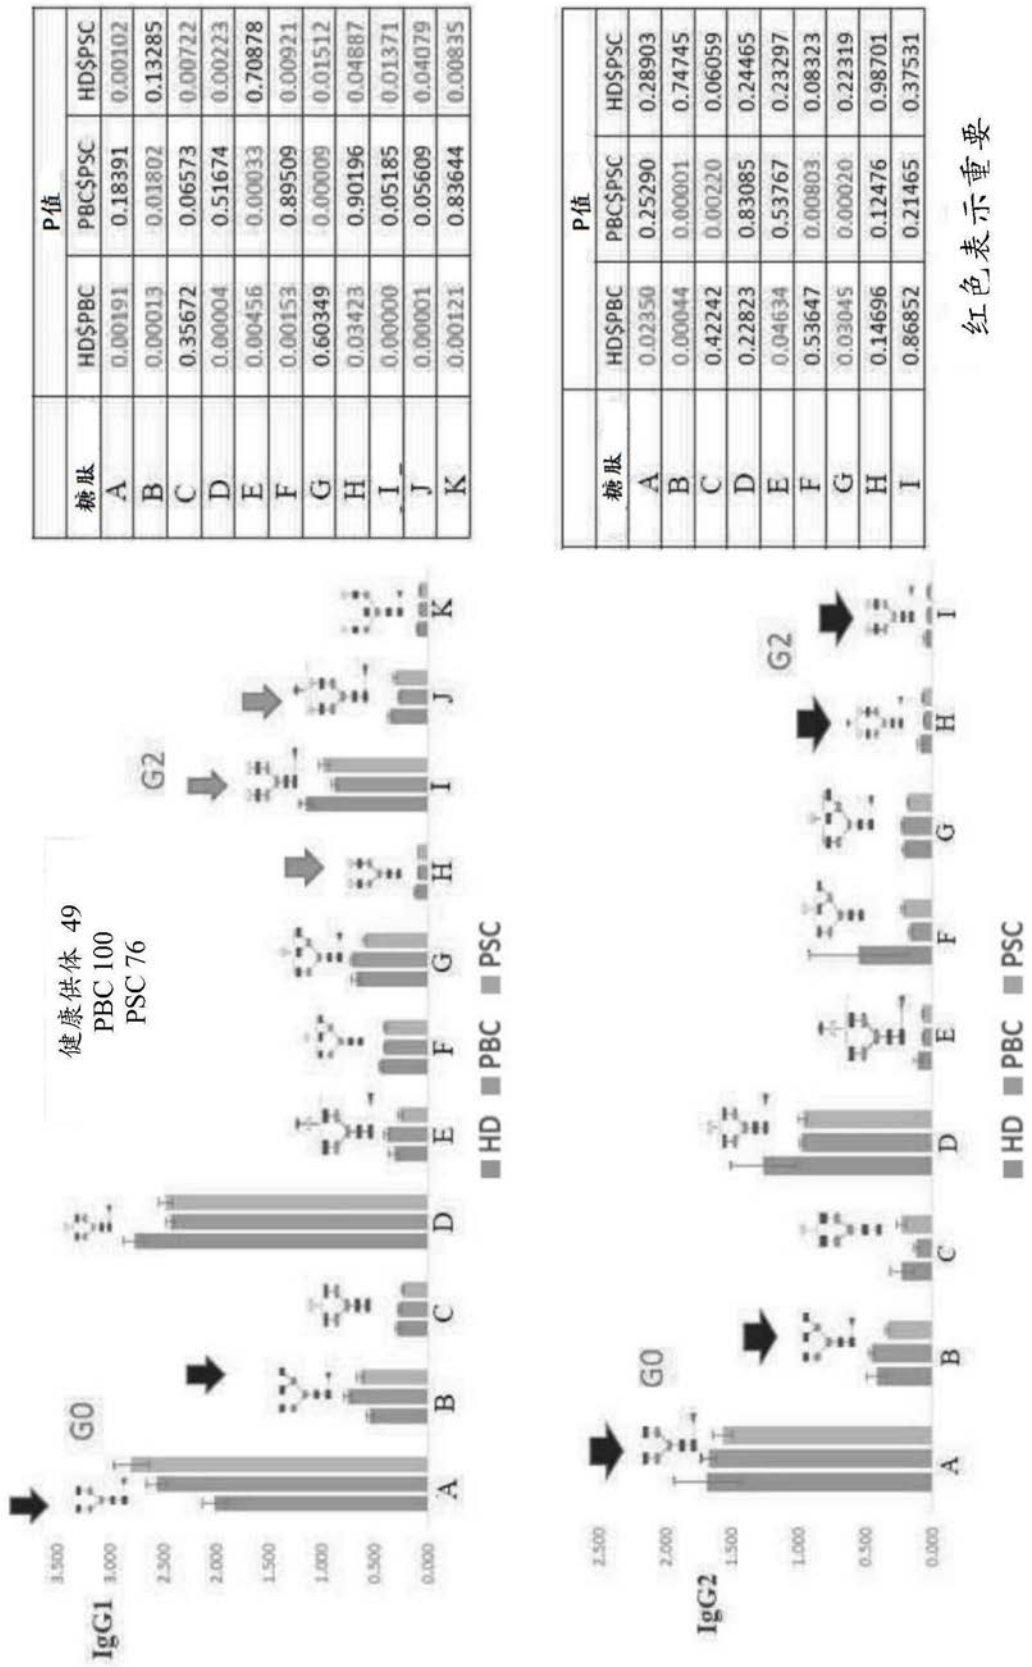 IgG1
3.500
3.000
2.500
2.000
1.500
1.000
0.500
0.000
G0
G2
健康供体 49
PBC 100
PSC 76
A B C D E F G H I J K
HD PBC PSC
P值
糖肽 HD$PBC PBC$PSC HD$PSC
A 0.00191 0.18391 0.00102
B 0.00013 0.01802 0.13285
C 0.35672 0.06573 0.00722
D 0.00004 0.51674 0.00223
E 0.00456 0.00033 0.70878
F 0.00153 0.89509 0.00921
G 0.60349 0.00009 0.01512
H 0.03423 0.90196 0.04887
I 0.00000 0.05185 0.01371
J 0.00001 0.05609 0.04079
K 0.00121 0.83644 0.00835
IgG2
2.500
2.000
1.500
1.000
0.500
0.000
G0
G2
A B C D E F G H I
HD PBC PSC
P值
糖肽 HD$PBC PBC$PSC HD$PSC
A 0.02350 0.25290 0.28903
B 0.00044 0.00001 0.74745
C 0.42242 0.00220 0.06059
D 0.22823 0.83085 0.24465
E 0.04634 0.53767 0.23297
F 0.53647 0.00803 0.08323
G 0.03045 0.00020 0.22319
H 0.14696 0.12476 0.98701
I 0.86852 0.21465 0.37531
红色表示重要